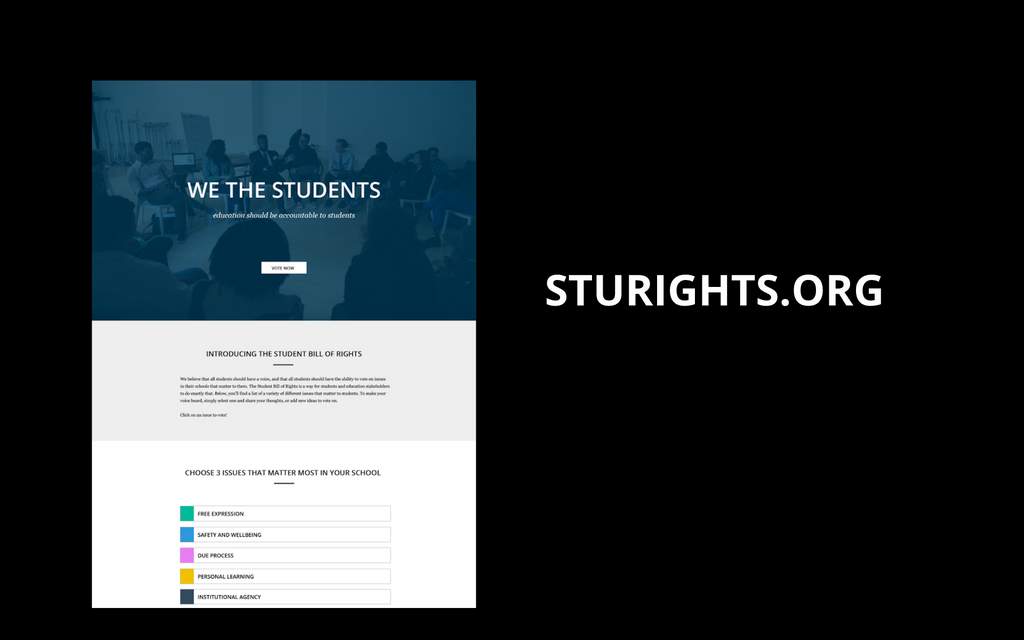 WE THE STUDENTS
education should be accountable to students
VOTE NOW
INTRODUCING THE STUDENT BILL OF RIGHTS
We believe that all students should have a voice, and that all students should have the ability to vote on issues
in their schools that matter to them. The Student Bill of Rights is a way for students and education stakeholders
to do exactly that. Below, you'll find a list of a variety of different issues that matter to students. To make your
voice heard, simply select one and share your thoughts, or add new ideas to vote on.
Click on an issue to vote!
CHOOSE 3 ISSUES THAT MATTER MOST IN YOUR SCHOOL
FREE EXPRESSION
SAFETY AND WELLBEING
DUE PROCESS
PERSONAL LEARNING
INSTITUTIONAL AGENCY
STURIGHTS.ORG